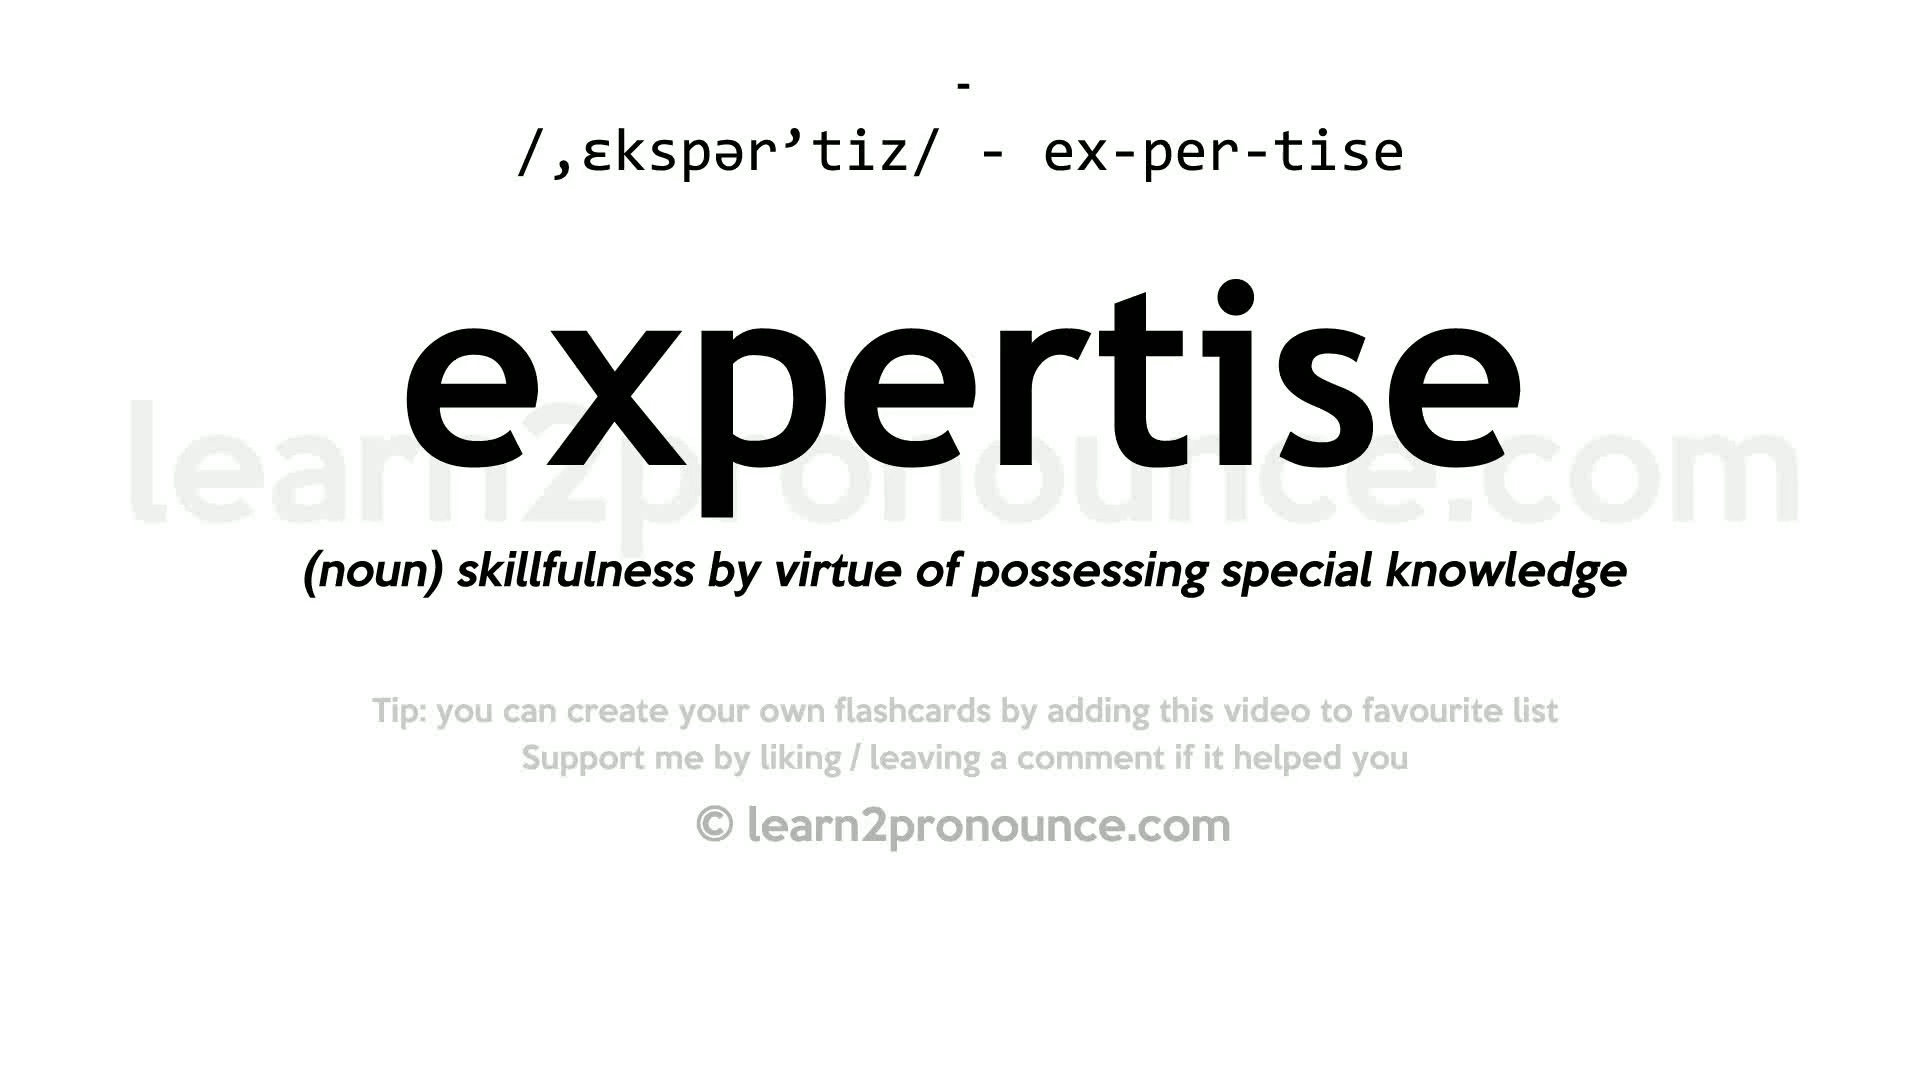 -
/,ɛkspər’tiz/ - ex-per-tise
expertise
learn2pronounce.com
(noun) skillfulness by virtue of possessing special knowledge
Tip: you can create your own flashcards by adding this video to favourite list
Support me by liking / leaving a comment if it helped you
© learn2pronounce.com